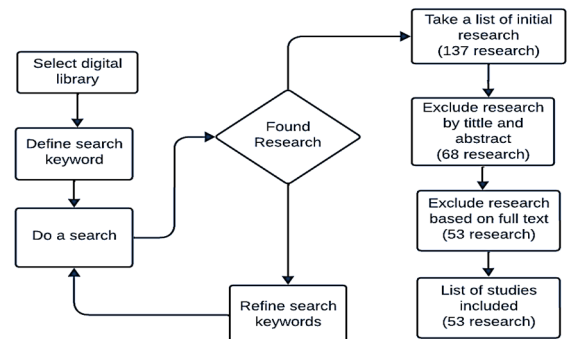 Select digital
library
Define search
keyword
Do a search
Found
Research
Refine search
keywords
Take a list of initial
research
(137 research)
Exclude research
by tittle and
abstract
(68 research)
Exclude research
based on full text
(53 research)
List of studies
included
(53 research)